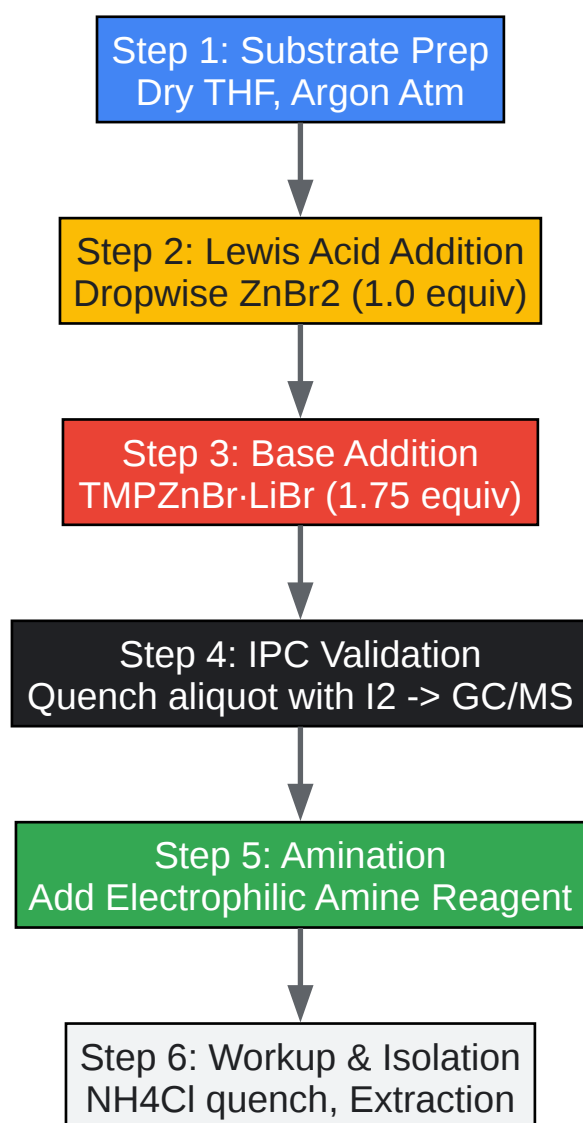 Step 1: Substrate Prep
Dry THF, Argon Atm
Step 2: Lewis Acid Addition
Dropwise ZnBr2 (1.0 equiv)
Step 3: Base Addition
TMPZnBr·LiBr (1.75 equiv)
Step 4: IPC Validation
Quench aliquot with I2 -> GC/MS
Step 5: Amination
Add Electrophilic Amine Reagent
Step 6: Workup & Isolation
NH4Cl quench, Extraction